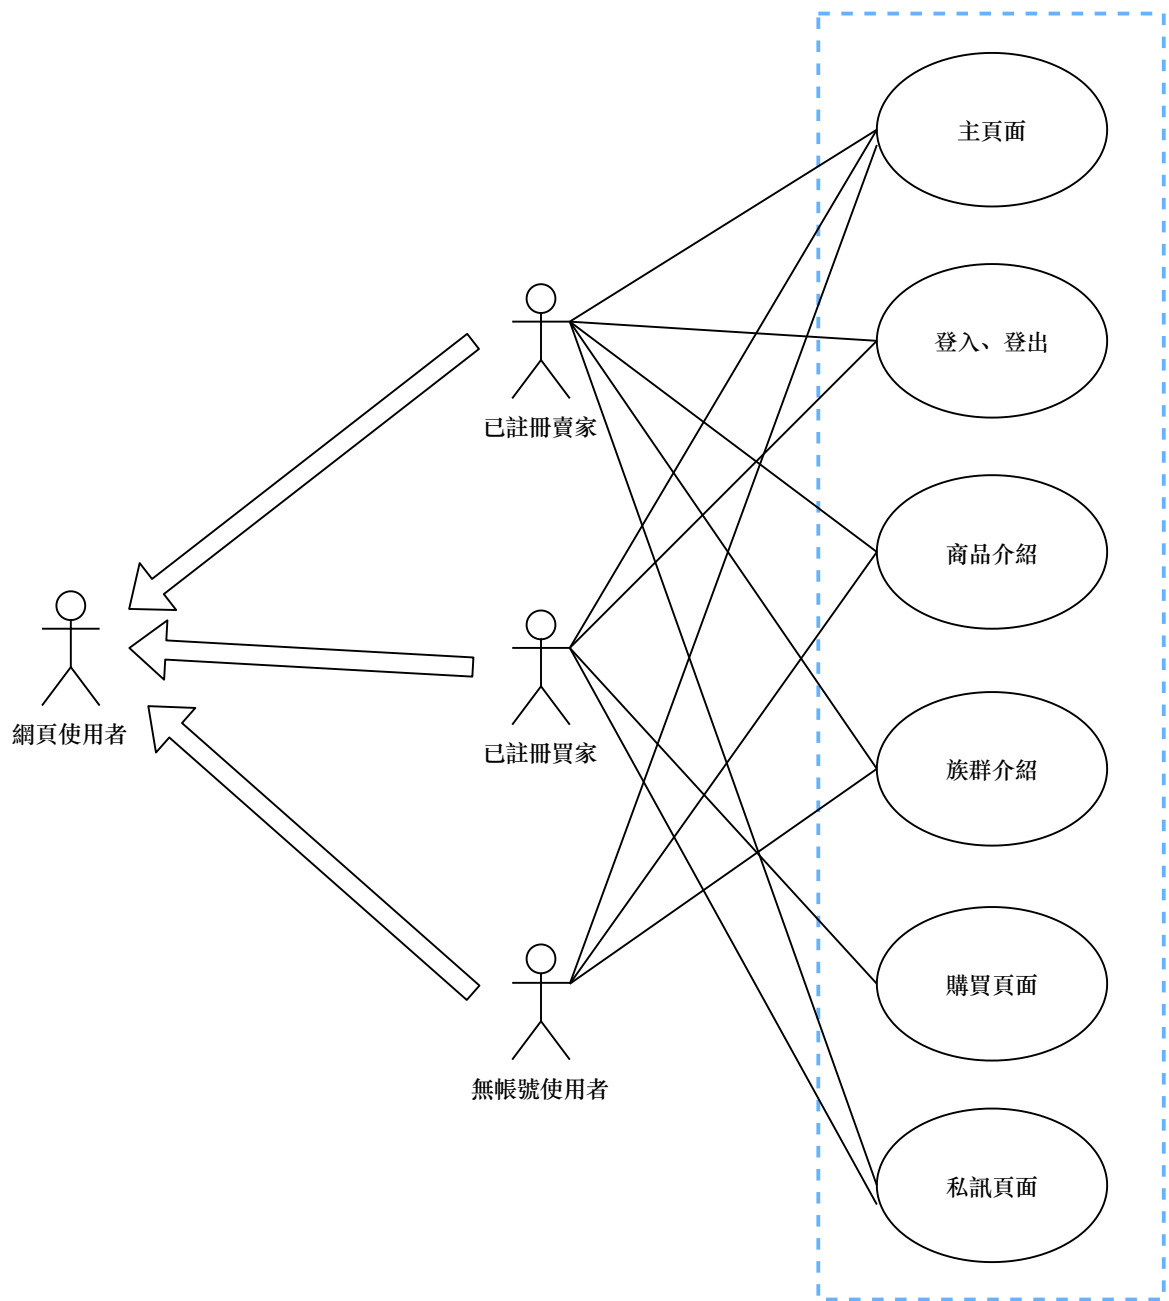 主頁面
登入、登出
已註冊賣家
商品介紹
網頁使用者
已註冊買家
族群介紹
購買頁面
無帳號使用者
私訊頁面